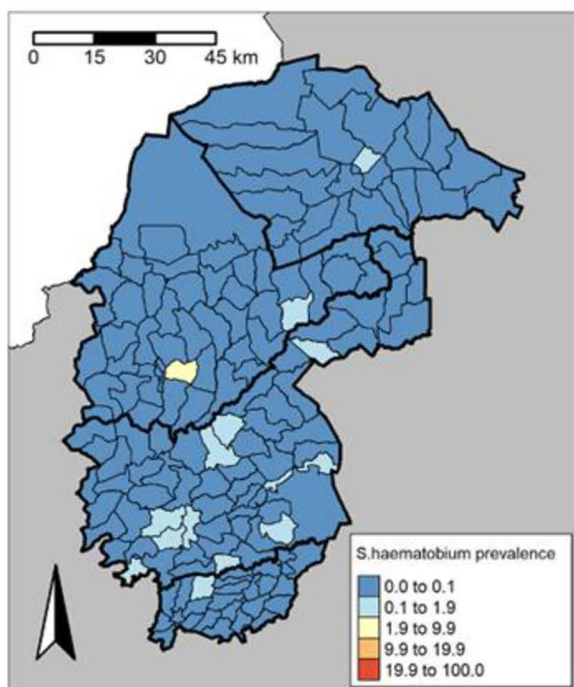 0 15 30 45 km
S.haematobium prevalence
0.0 to 0.1
0.1 to 1.9
1.9 to 9.9
9.9 to 19.9
19.9 to 100.0